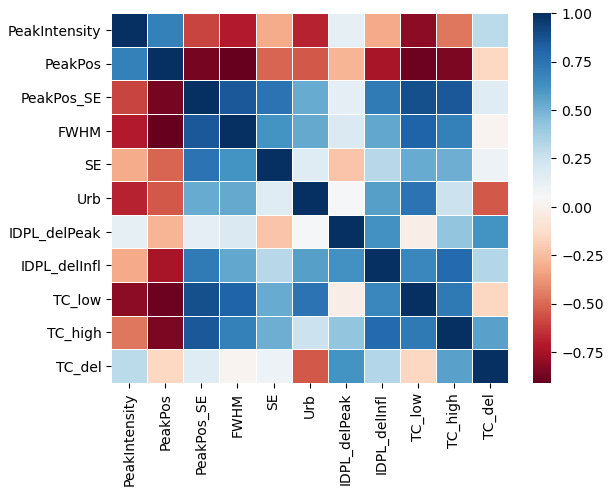 PeakIntensity
PeakPos
PeakPos_SE
FWHM
SE
Urb
IDPL_delPeak
IDPL_delInfl
TC_low
TC_high
TC_del
PeakIntensity
PeakPos
PeakPos_SE
FWHM
SE
Urb
IDPL_delPeak
IDPL_delInfl
TC_low
TC_high
TC_del
1.00
0.75
0.50
0.25
0.00
−0.25
−0.50
−0.75